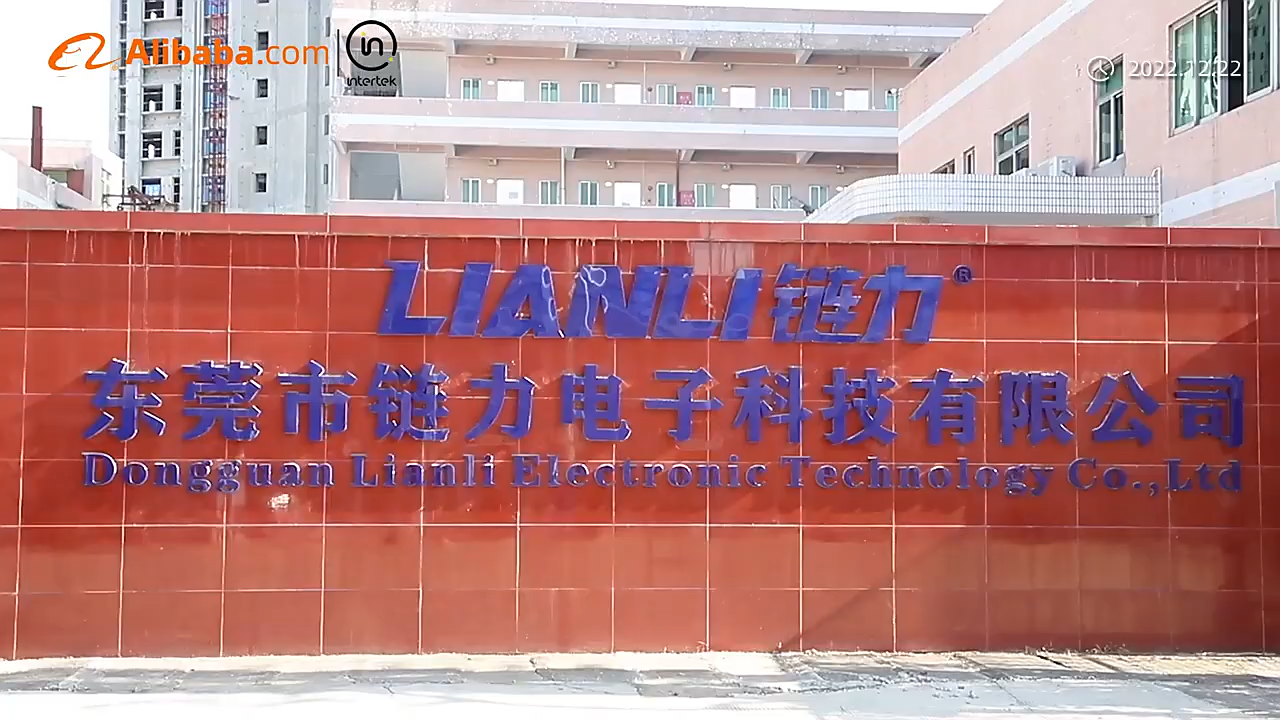 Alibaba.com
intertek
2022.12.22
LIANLI链力®
东莞市链力电子科技有限公司
Dongguan Lianli Electronic Technology Co.,Ltd